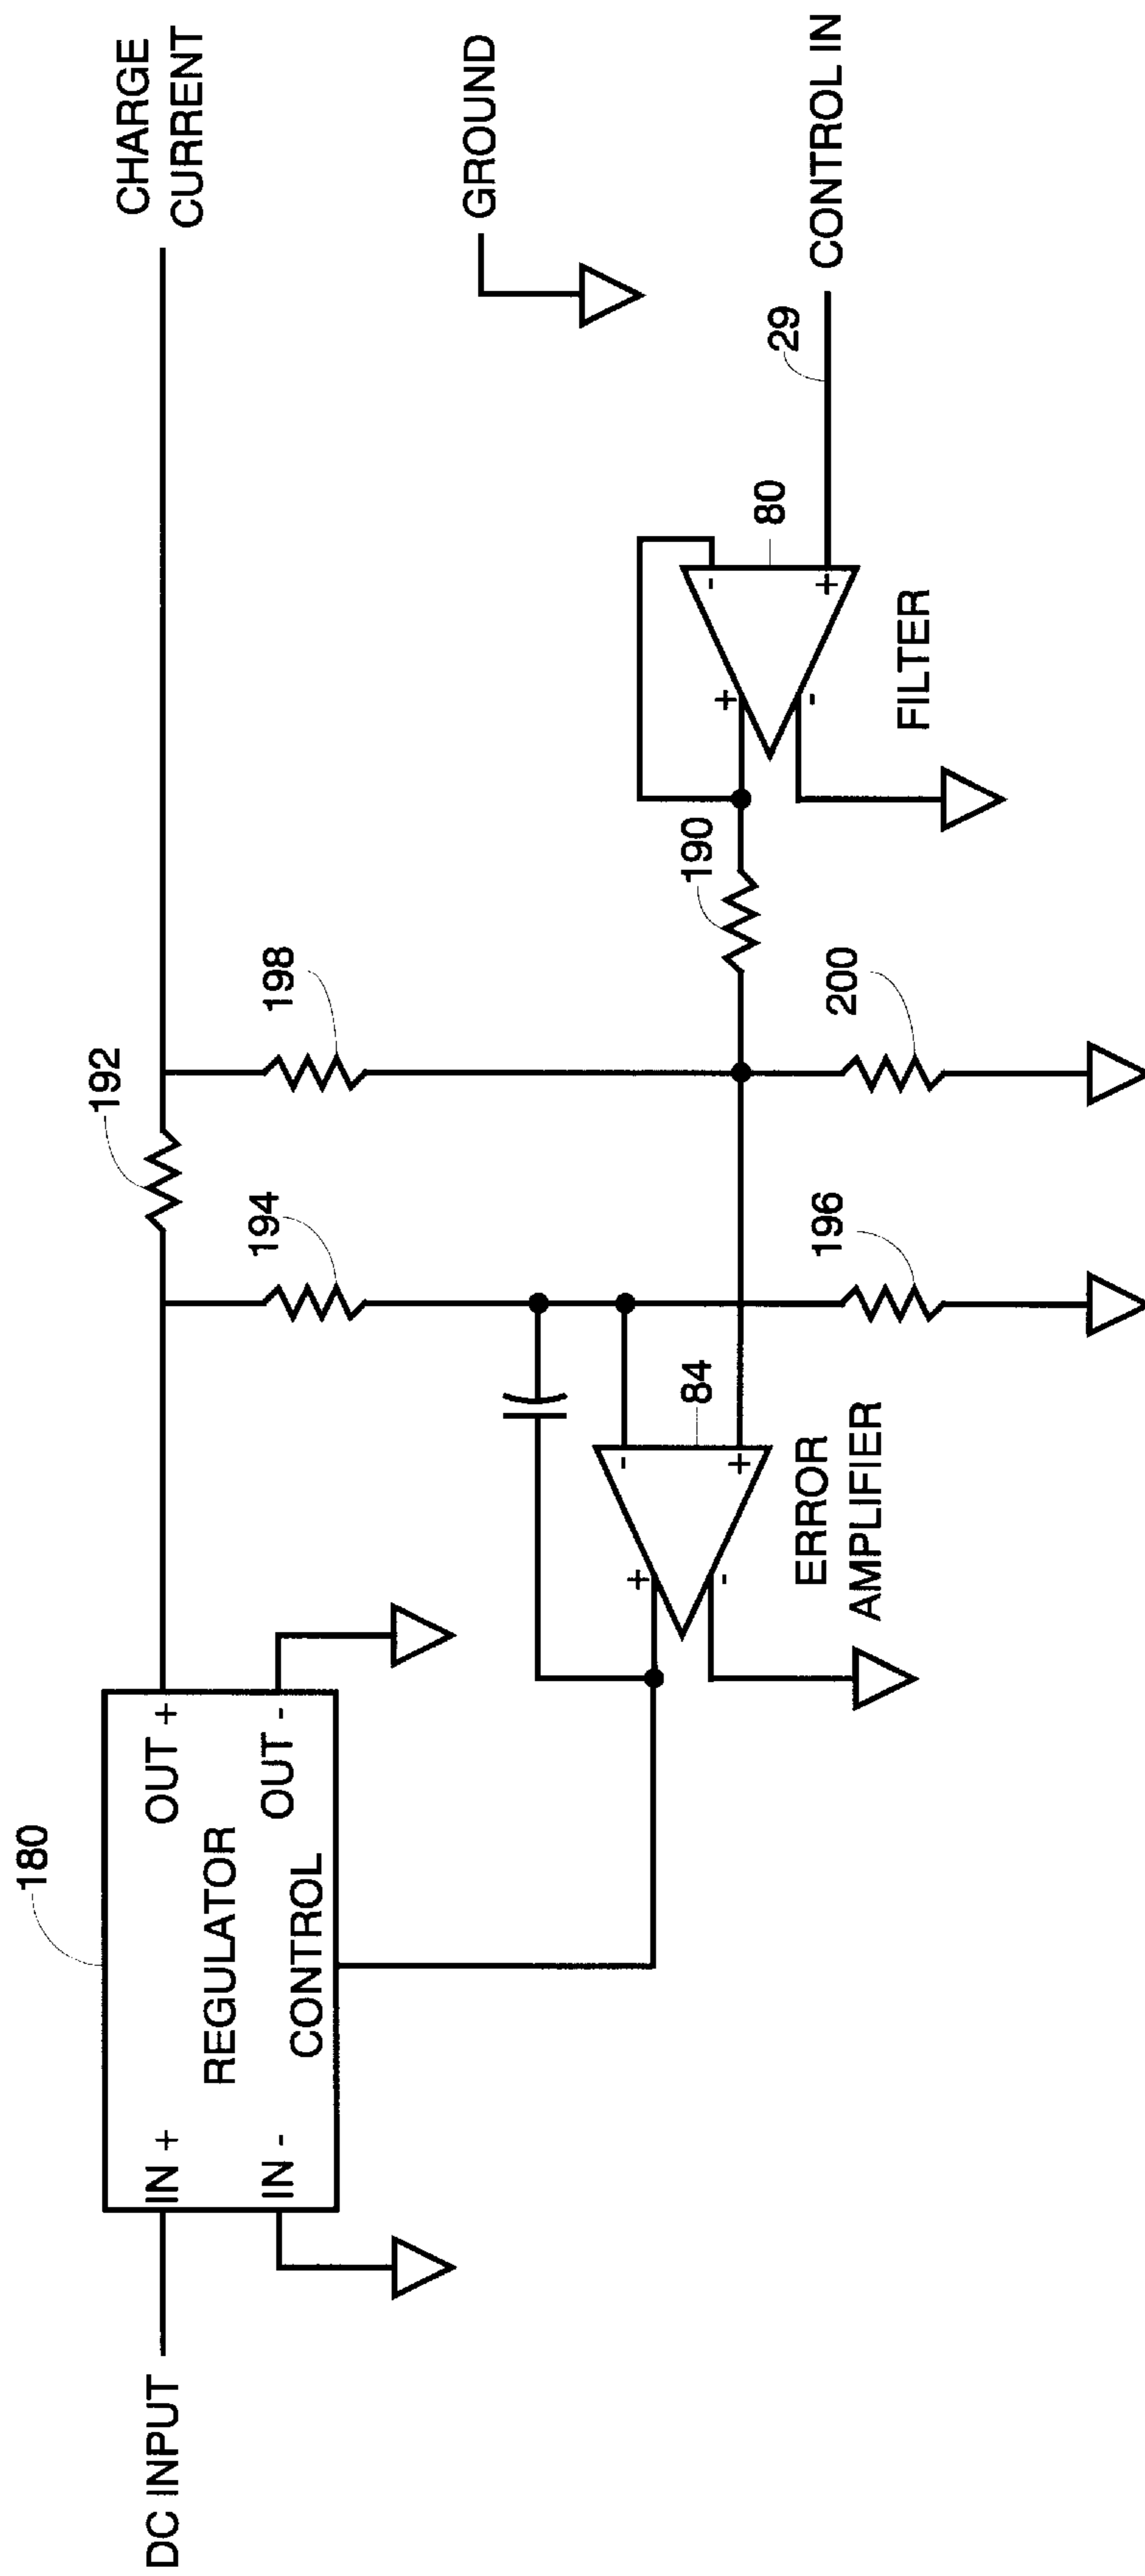 180
DC INPUT
IN +
IN -
REGULATOR
CONTROL
OUT +
OUT -
192
CHARGE
CURRENT
194
198
GROUND
84
+
-
-
+
ERROR
AMPLIFIER
196
200
190
80
+
-
-
+
FILTER
29
CONTROL IN